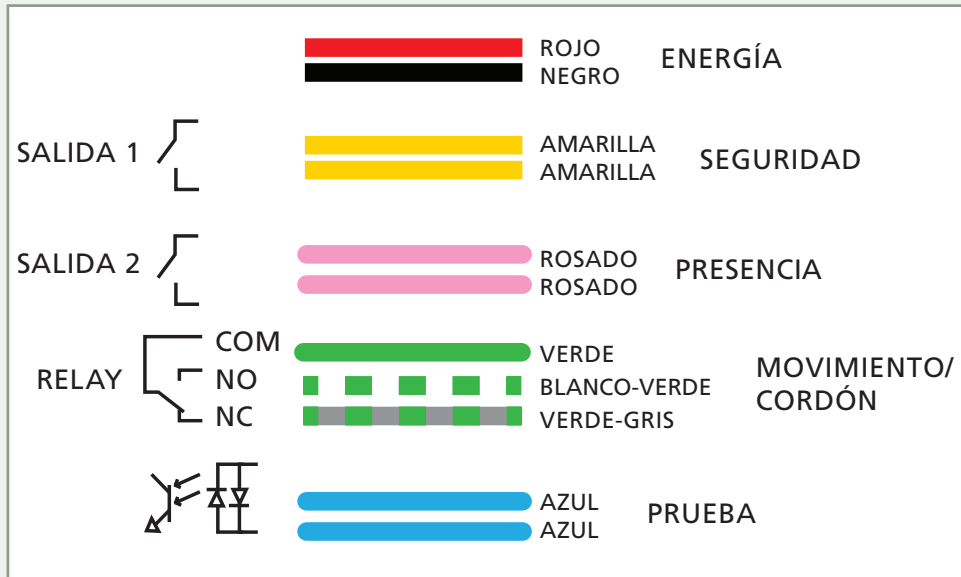 ROJO
NEGRO
ENERGÍA
SALIDA 1
AMARILLA
AMARILLA
SEGURIDAD
SALIDA 2
ROSADO
ROSADO
PRESENCIA
RELAY
COM
NO
NC
VERDE
BLANCO-VERDE
VERDE-GRIS
MOVIMIENTO/
CORDÓN
AZUL
AZUL
PRUEBA